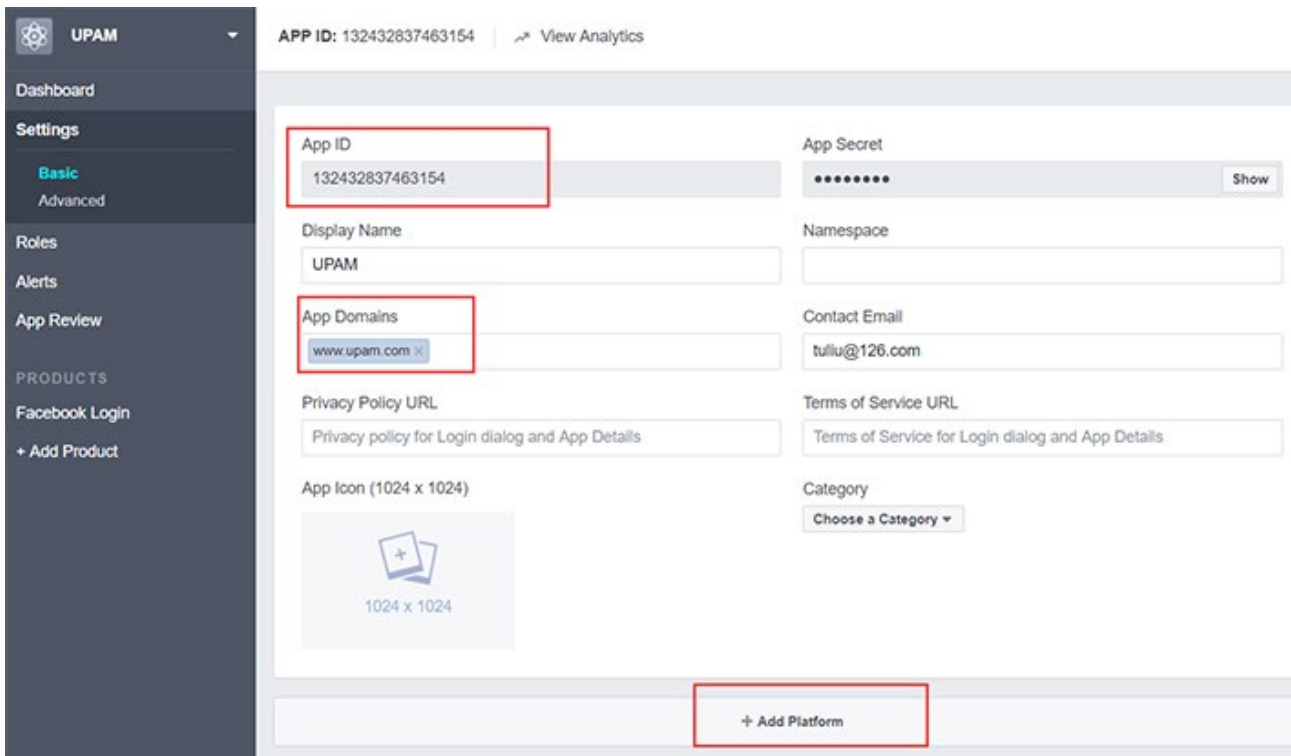 UPAM
APP ID: 132432837463154
View Analytics
Dashboard
Settings
Basic
Advanced
Roles
Alerts
App Review
PRODUCTS
Facebook Login
+ Add Product
App ID
132432837463154
App Secret
••••••••
Show
Display Name
UPAM
Namespace
App Domains
www.upam.com ×
Contact Email
tuliu@126.com
Privacy Policy URL
Privacy policy for Login dialog and App Details
Terms of Service URL
Terms of Service for Login dialog and App Details
App Icon (1024 x 1024)
1024 x 1024
Category
Choose a Category
+ Add Platform